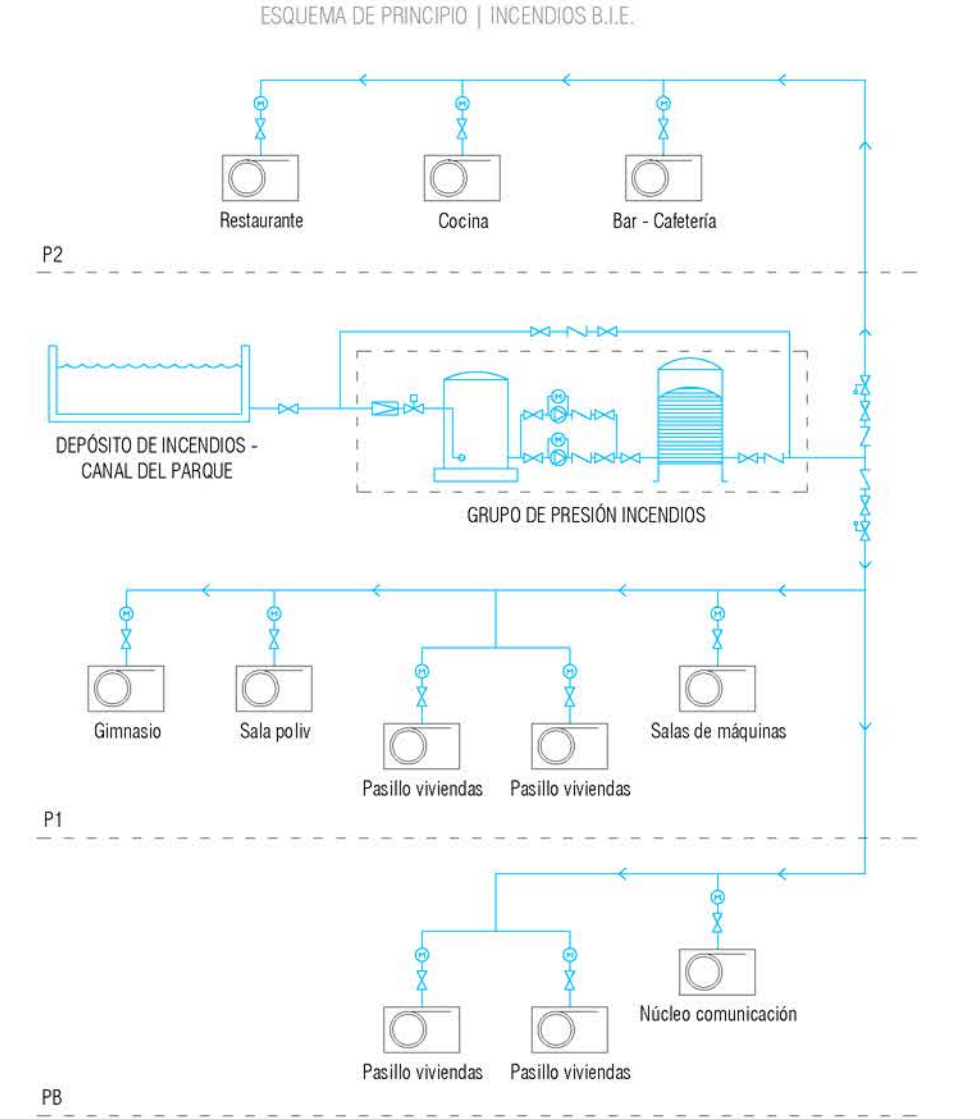 ESQUEMA DE PRINCIPIO | INCENDIOS B.I.E.
M M M
Restaurante Cocina Bar - Cafetería
P2
DEPÓSITO DE INCENDIOS -
CANAL DEL PARQUE
M
M
GRUPO DE PRESIÓN INCENDIOS
M M M
M M
Gimnasio Sala poliv Salas de máquinas
Pasillo viviendas Pasillo viviendas
P1
M
M M
Núcleo comunicación
Pasillo viviendas Pasillo viviendas
PB